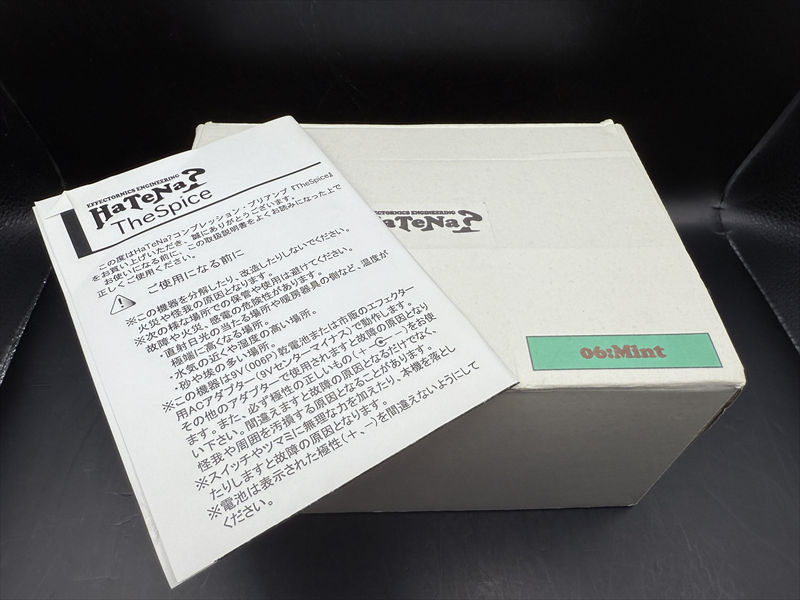 EFFECTORNICS ENGINEERING
HaTeNa?
TheSpice
この度はHaTeNa?コンプレッション・プリアンプ『TheSpice』
をお買い上げいただき、誠にありがとうございます。
お使いになる前に、この取扱説明書をよくお読みになった上で
正しくご使用ください。
ご使用になる前に
※この機器を分解したり、改造したりしないでください。
火災や怪我の原因となります。
※次の様な場所での保管や使用は避けてください。
故障や火災、感電の危険性があります。
・直射日光の当たる場所や暖房器具の側など、温度が
極端に高くなる場所。
・水気の近くや湿度の高い場所。
・砂や埃の多い場所。
※この機器は9V(006P)乾電池または市販のエフェクター
用ACアダプター(9Vセンターマイナス)で動作します。
その他のアダプターで使用されますと故障の原因となり
ます。また、必ず極性の正しいもの(+ -)をお使
い下さい。間違えますと故障の原因となるだけでなく、
怪我や周囲を汚損する原因となることがあります。
※スイッチやツマミに無理な力を加えたり、本機を落とし
たりしますと故障の原因となります。
※電池は表示された極性(+、-)を間違えないようにして
ください。
EFFECTORNICS ENGINEERING
HaTeNa?
06:Mint